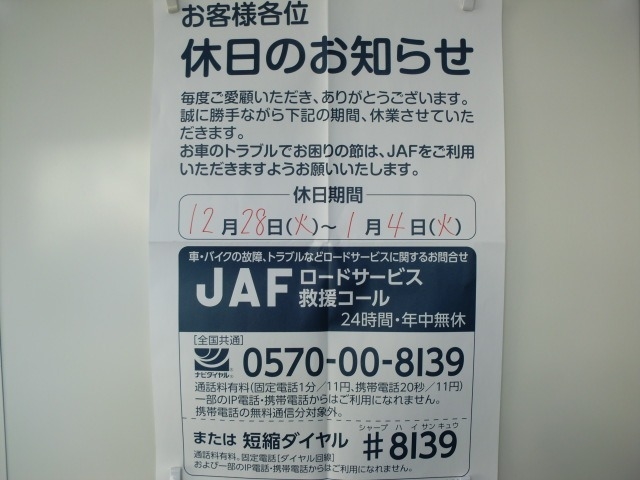 お客様各位
休日のお知らせ
毎度ご愛顧いただき、ありがとうございます。
誠に勝手ながら下記の期間、休業させていた
だきます。
お車のトラブルでお困りの節は、JAFをご利用
いただきますようお願いいたします。
休日期間
12月28日(火)～1月4日(火)
車・バイクの故障、トラブルなどロードサービスに関するお問合せ
JAF ロードサービス
救援コール
24時間・年中無休
[全国共通]
ナビダイヤル 0570-00-8139
通話料有料(固定電話1分/11円、携帯電話20秒/11円)
一部のIP電話・携帯電話からはご利用になれません。
携帯電話の無料通信分対象外。
シャープ ハイ サンキュウ
または 短縮ダイヤル #8139
通話料有料。固定電話[ダイヤル回線]
および一部のIP電話・携帯電話からはご利用になれません。